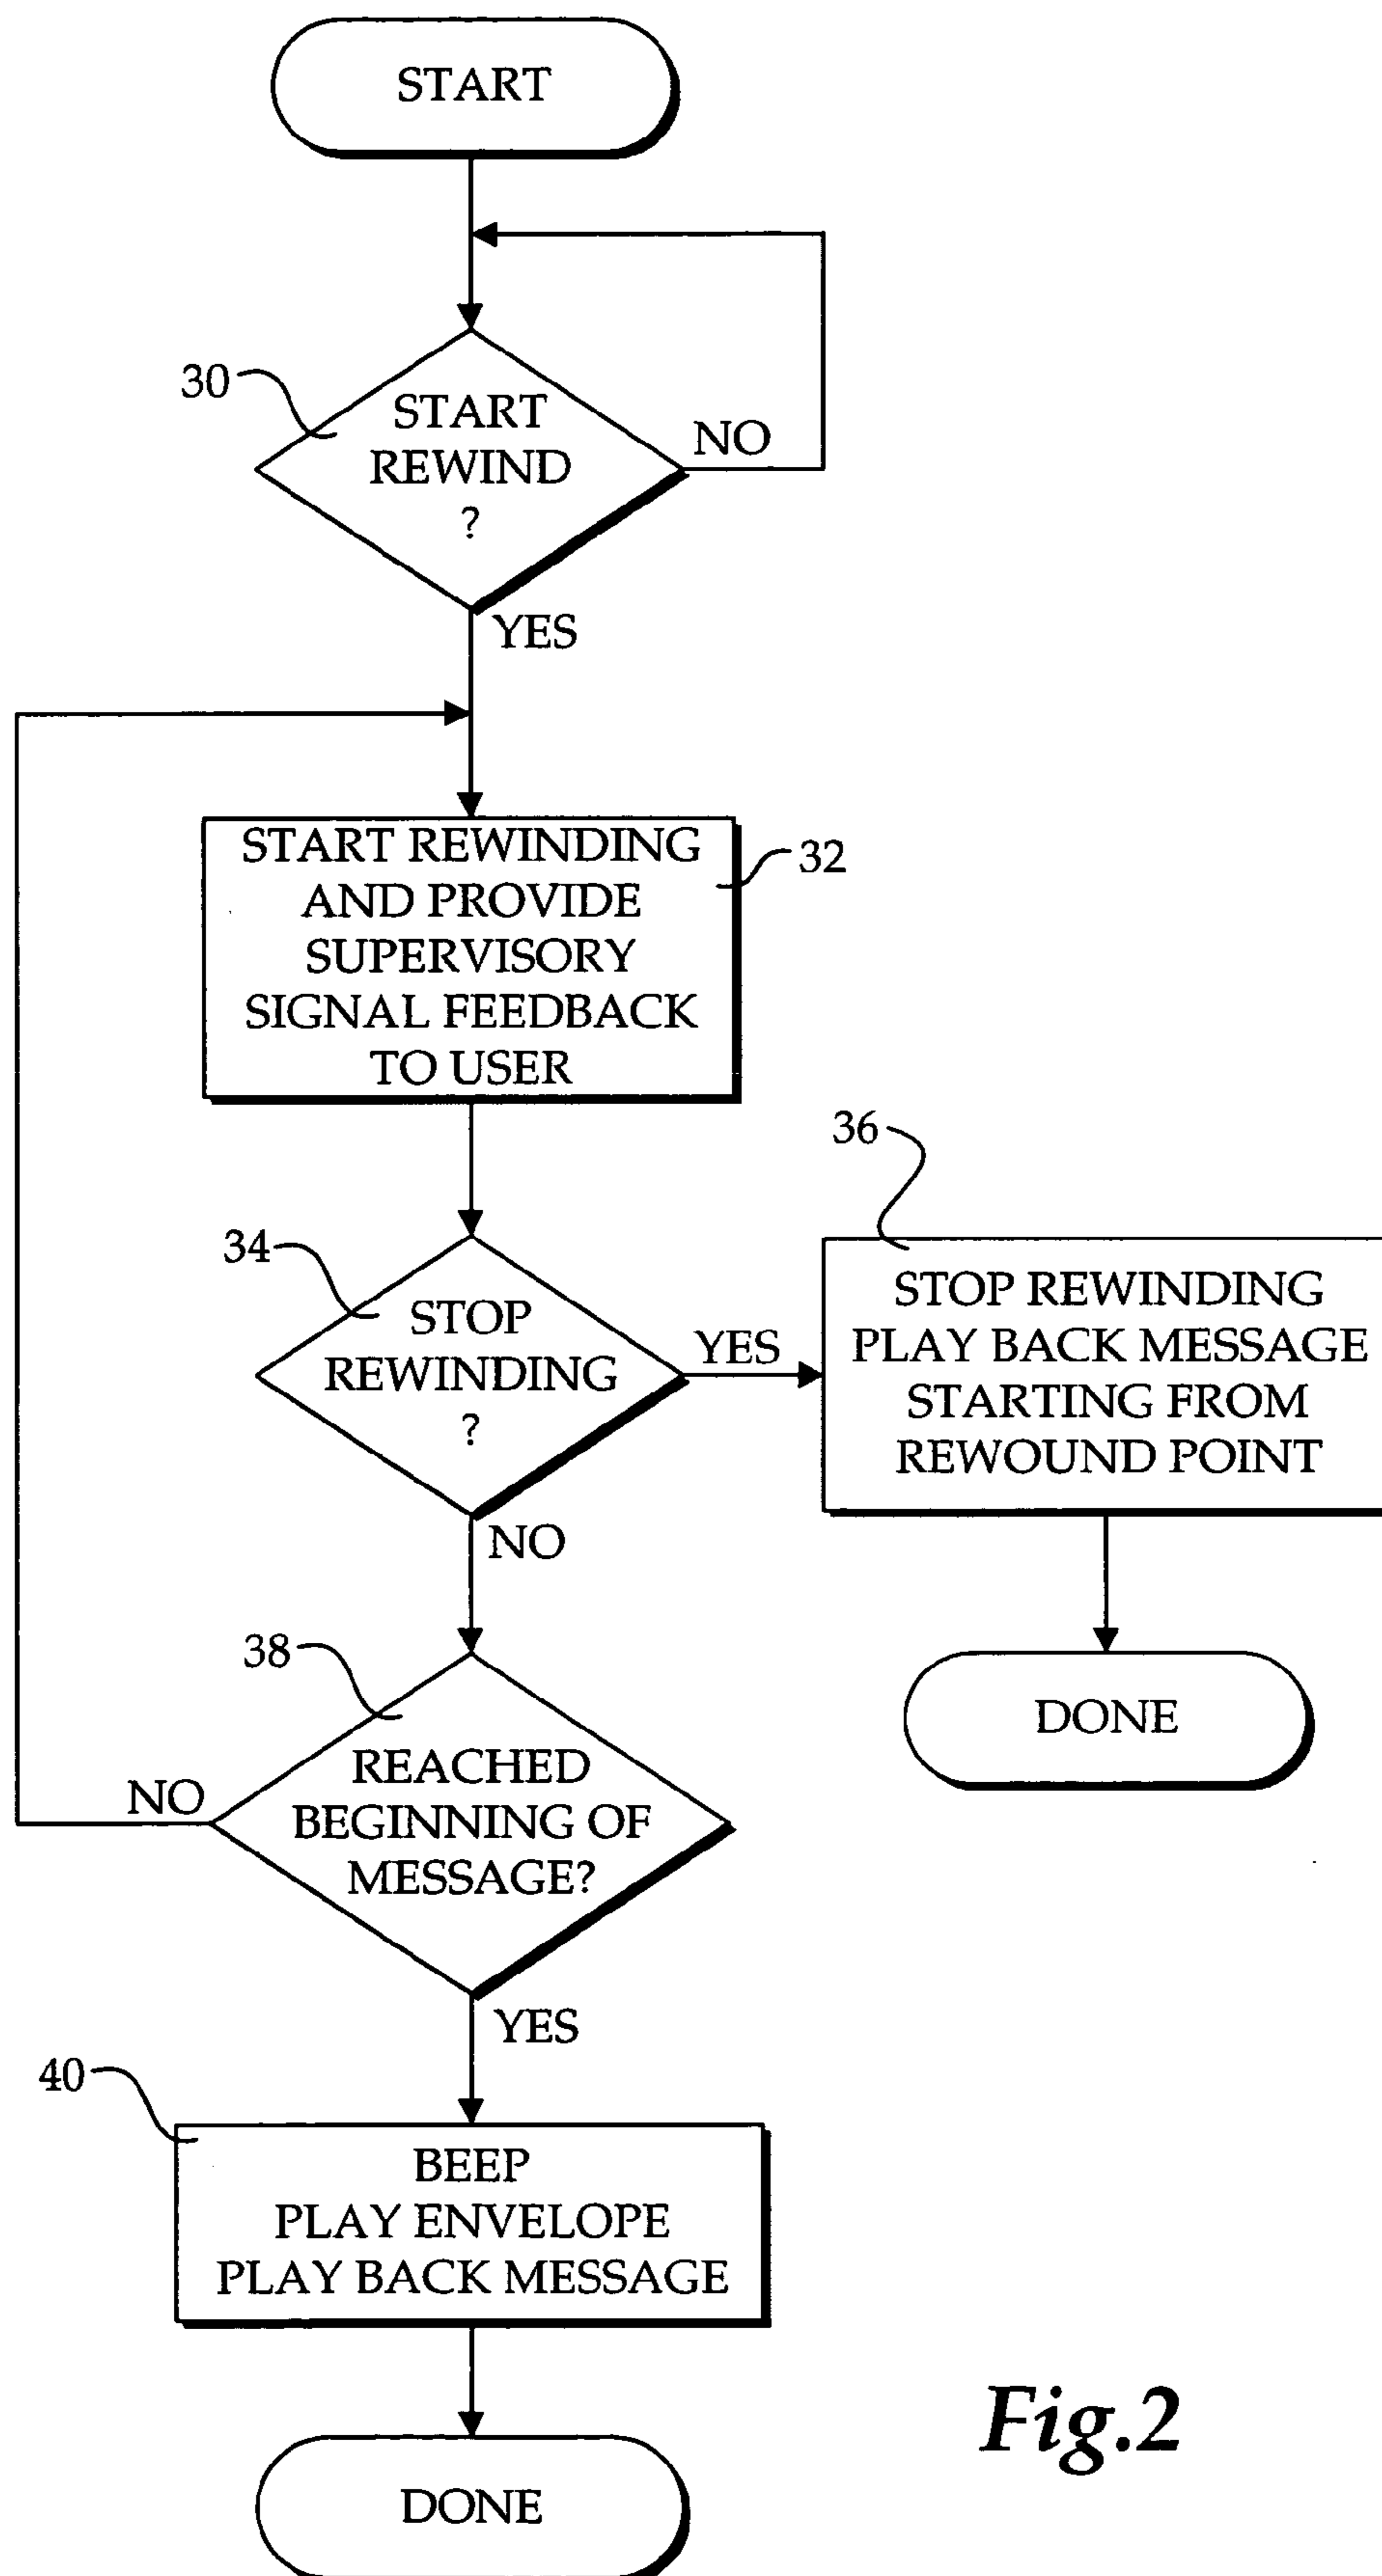 START
30
START
REWIND
?
NO
YES
START REWINDING
AND PROVIDE
SUPERVISORY
SIGNAL FEEDBACK
TO USER
32
34
STOP
REWINDING
?
YES
NO
36
STOP REWINDING
PLAY BACK MESSAGE
STARTING FROM
REWOUND POINT
DONE
38
REACHED
BEGINNING OF
MESSAGE?
NO
YES
40
BEEP
PLAY ENVELOPE
PLAY BACK MESSAGE
DONE
Fig.2